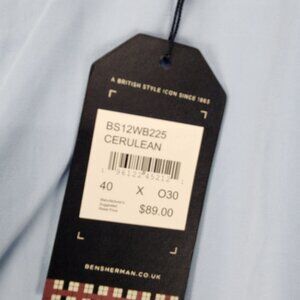 A BRITISH STYLE ICON SINCE 1963
BS12WB225
CERULEAN
40 X O30
Manufacturer's
Suggested
Retail Price
$89.00
BENSHERMAN.CO.UK